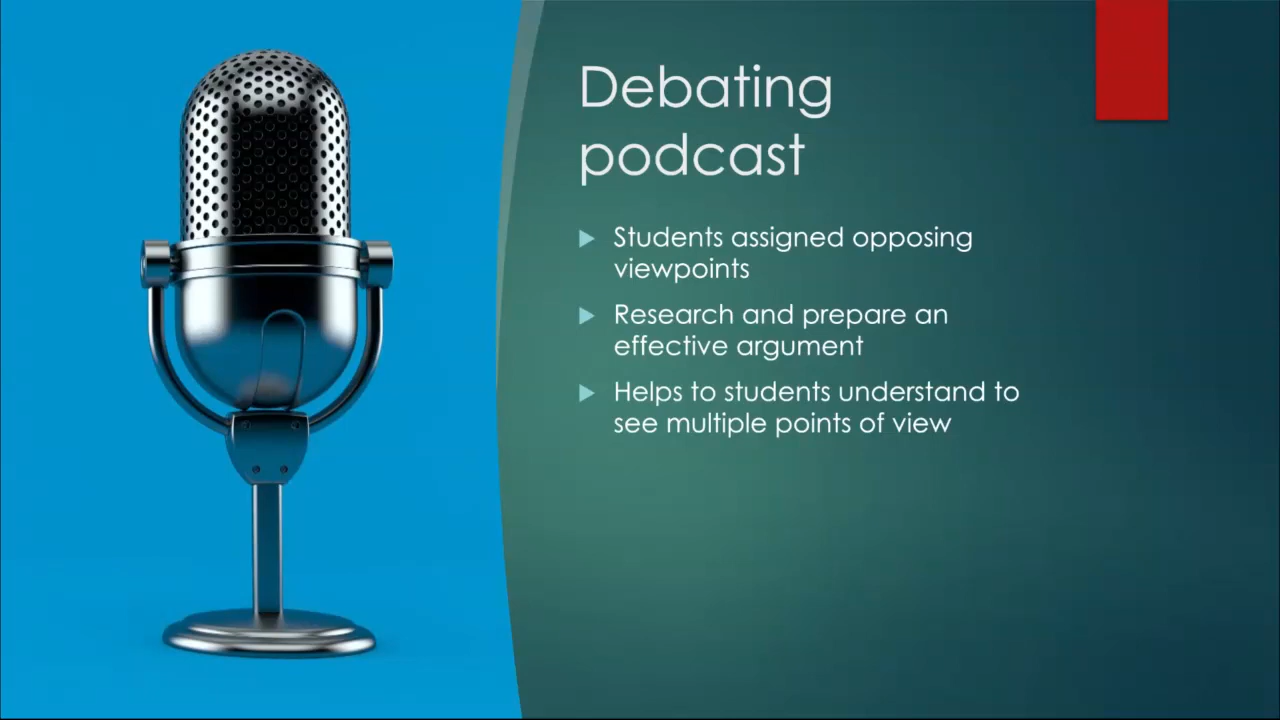 Debating
podcast
Students assigned opposing
viewpoints
Research and prepare an
effective argument
Helps to students understand to
see multiple points of view